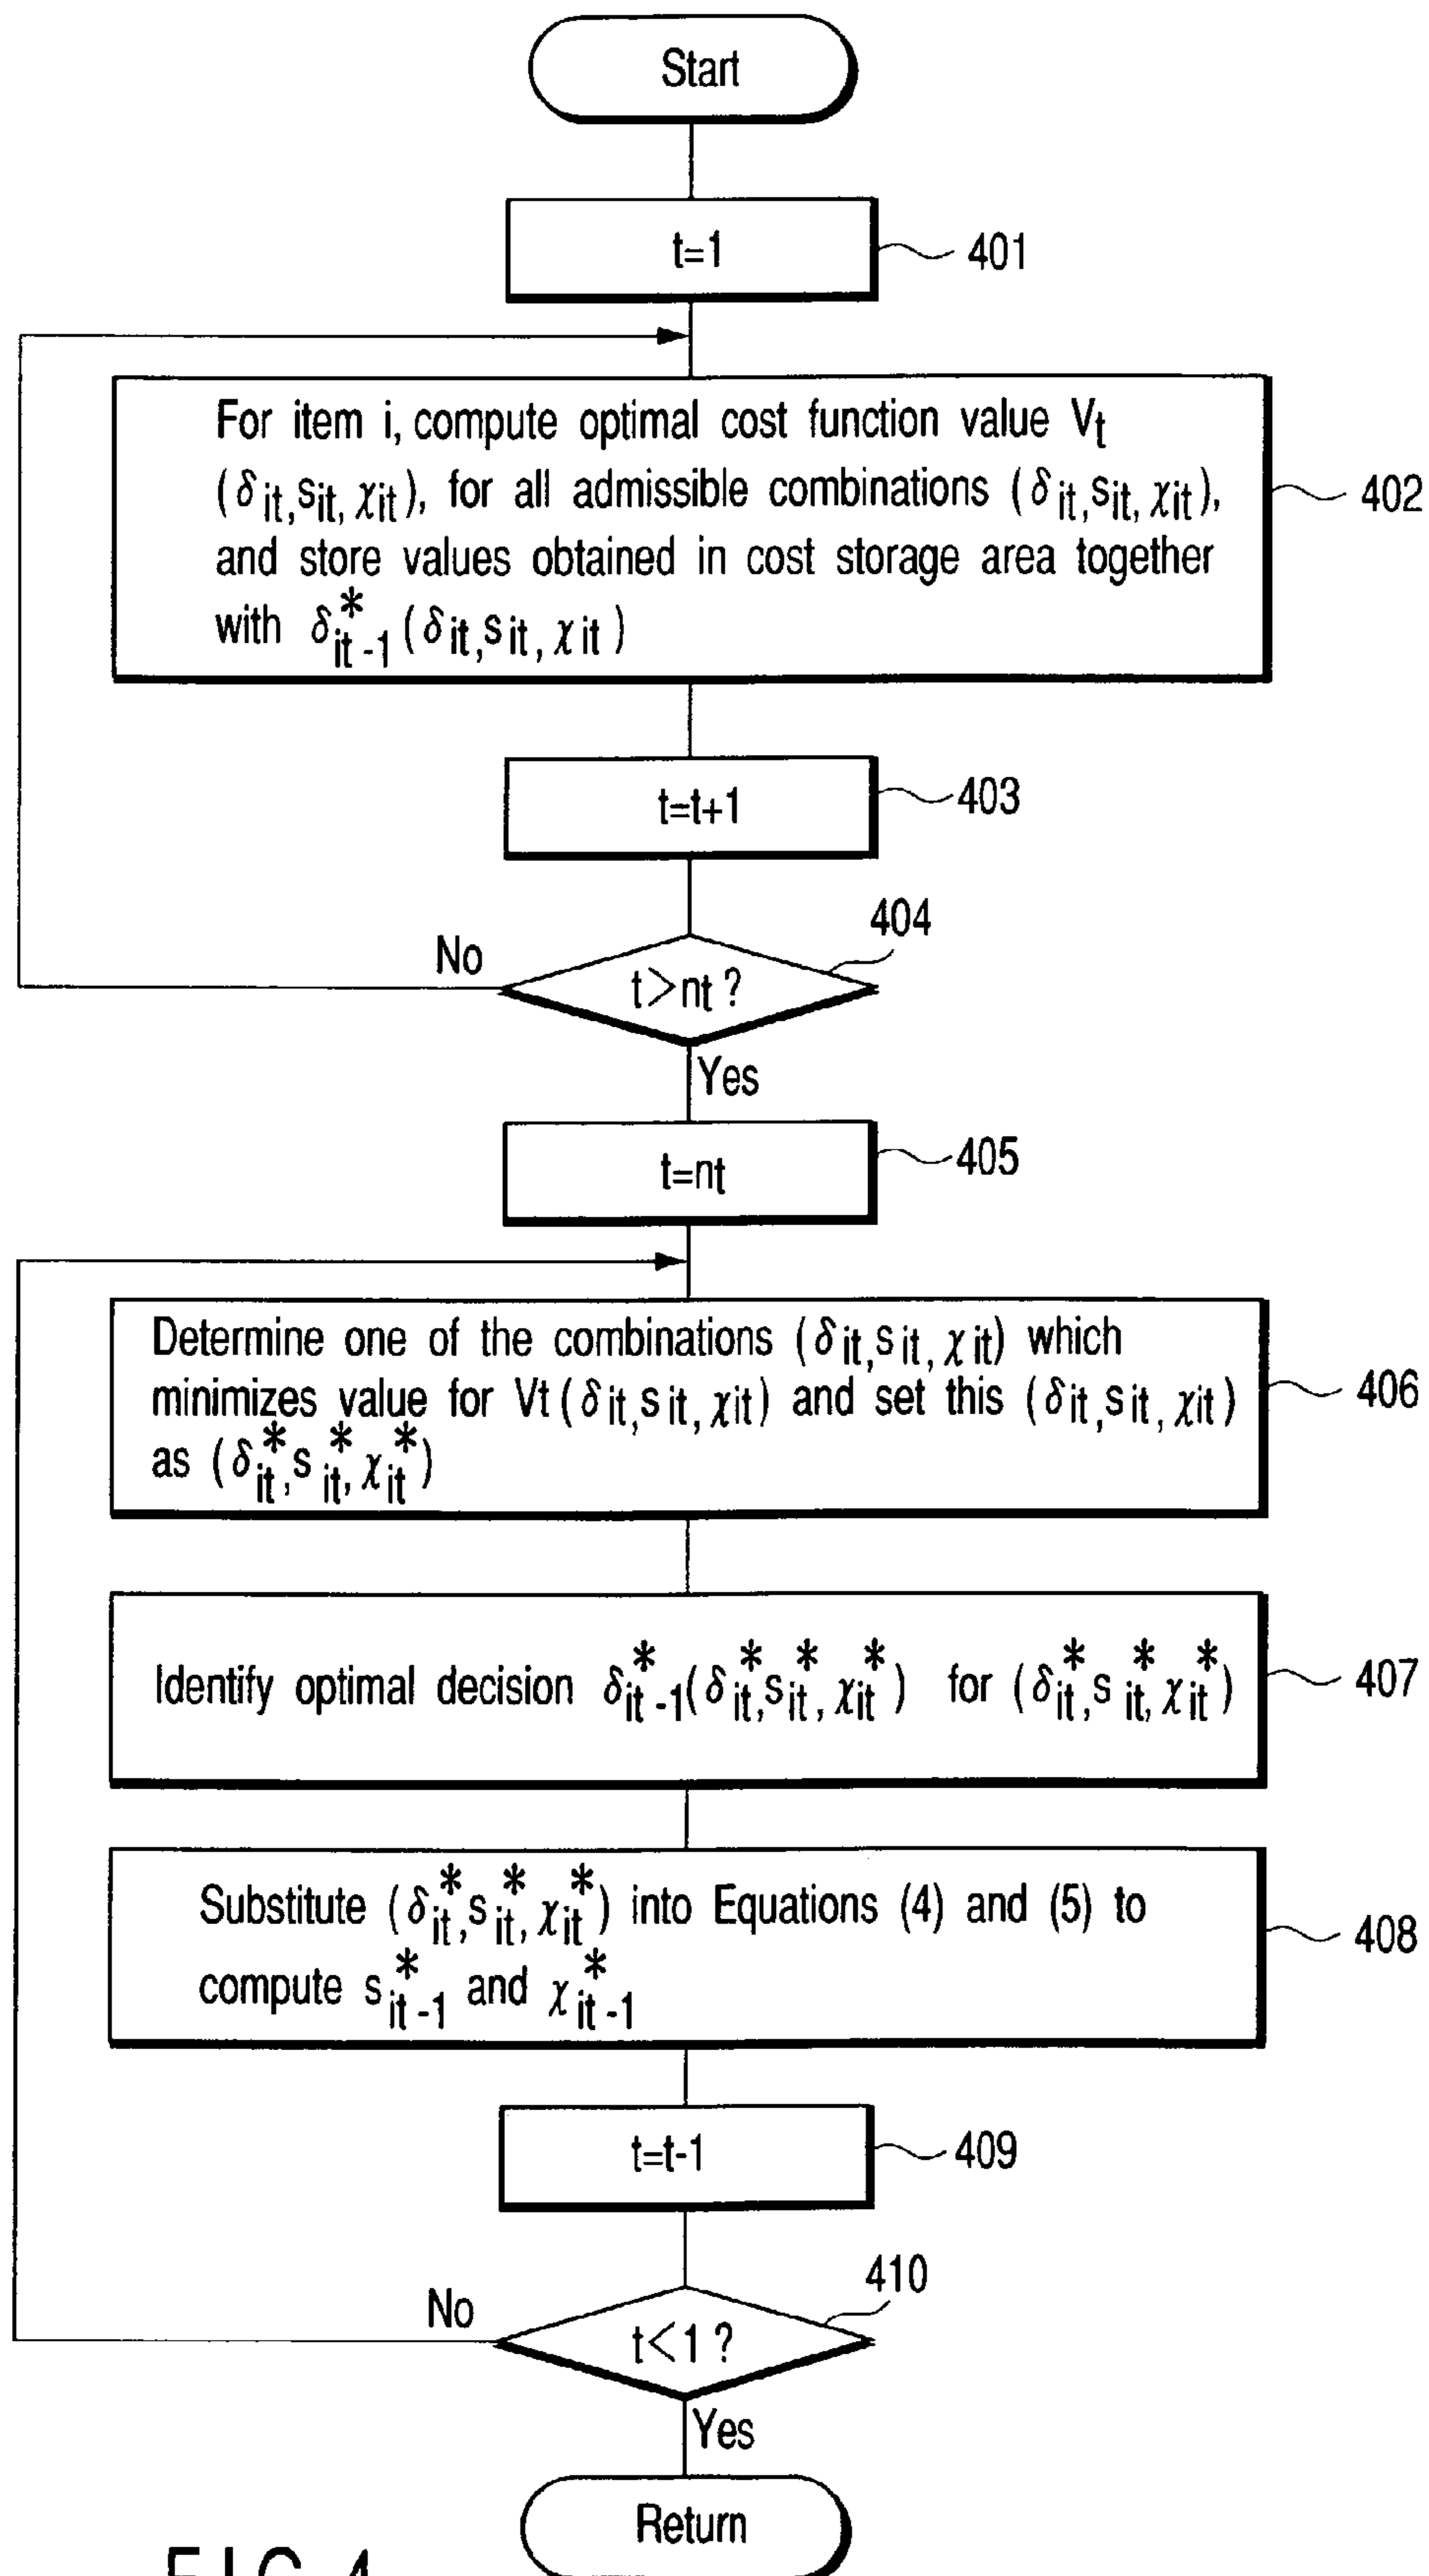 Start
t=1
401
For item i, compute optimal cost function value Vt
(δit,sit,χit), for all admissible combinations (δit,sit,χit),
and store values obtained in cost storage area together
with δ*it-1(δit,sit,χit)
402
t=t+1
403
404
No
t>nt?
Yes
t=nt
405
Determine one of the combinations (δit,sit,χit) which
minimizes value for Vt(δit,sit,χit) and set this (δit,sit,χit)
as (δ*it,s*it,χ*it)
406
Identify optimal decision δ*it-1(δ*it,s*it,χ*it) for (δ*it,s*it,χ*it)
407
Substitute (δ*it,s*it,χ*it) into Equations (4) and (5) to
compute s*it-1 and χ*it-1
408
t=t-1
409
410
No
t<1?
Yes
Return
FIG.4